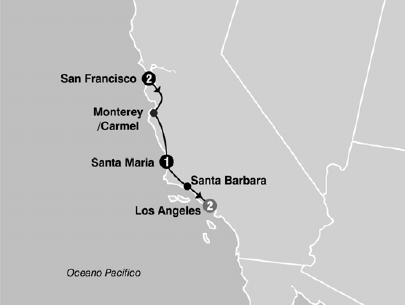 San Francisco 2
Monterey
/Carmel
Santa Maria 1
Santa Barbara
Los Angeles 2
Oceano Pacifico